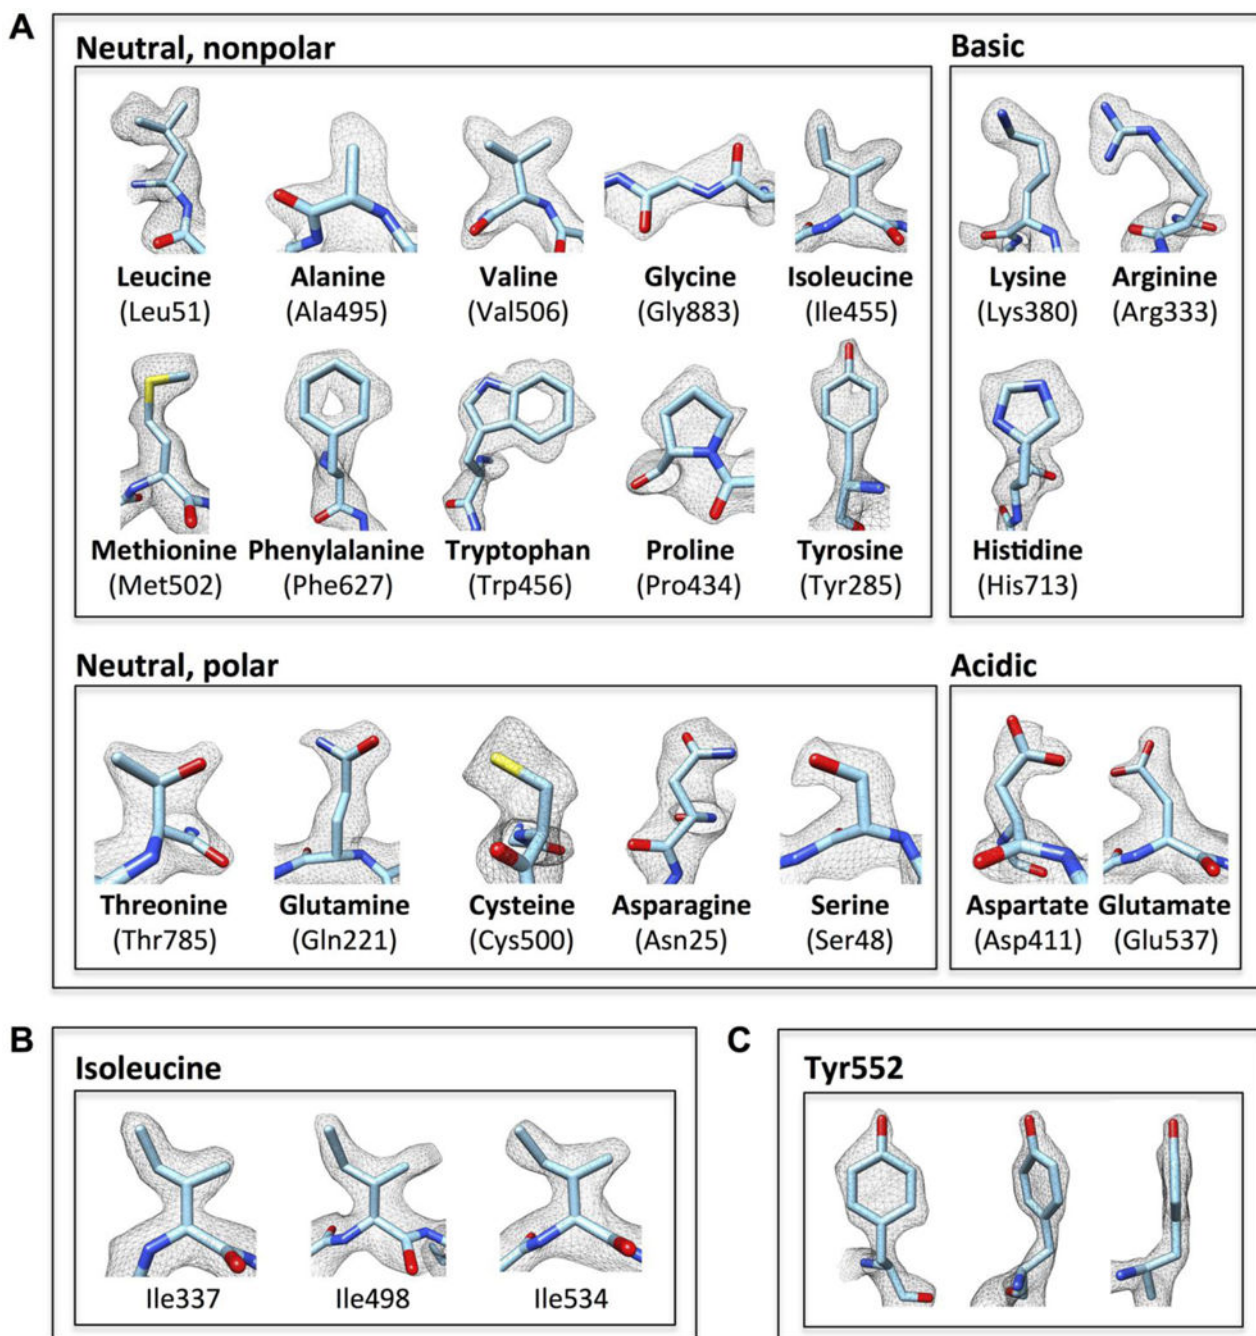 A
Neutral, nonpolar
Basic
Leucine Alanine Valine Glycine Isoleucine
(Leu51) (Ala495) (Val506) (Gly883) (Ile455)
Lysine Arginine
(Lys380) (Arg333)
Methionine Phenylalanine Tryptophan Proline Tyrosine
(Met502) (Phe627) (Trp456) (Pro434) (Tyr285)
Histidine
(His713)
Neutral, polar
Acidic
Threonine Glutamine Cysteine Asparagine Serine
(Thr785) (Gln221) (Cys500) (Asn25) (Ser48)
Aspartate Glutamate
(Asp411) (Glu537)
B
Isoleucine
Ile337 Ile498 Ile534
C
Tyr552